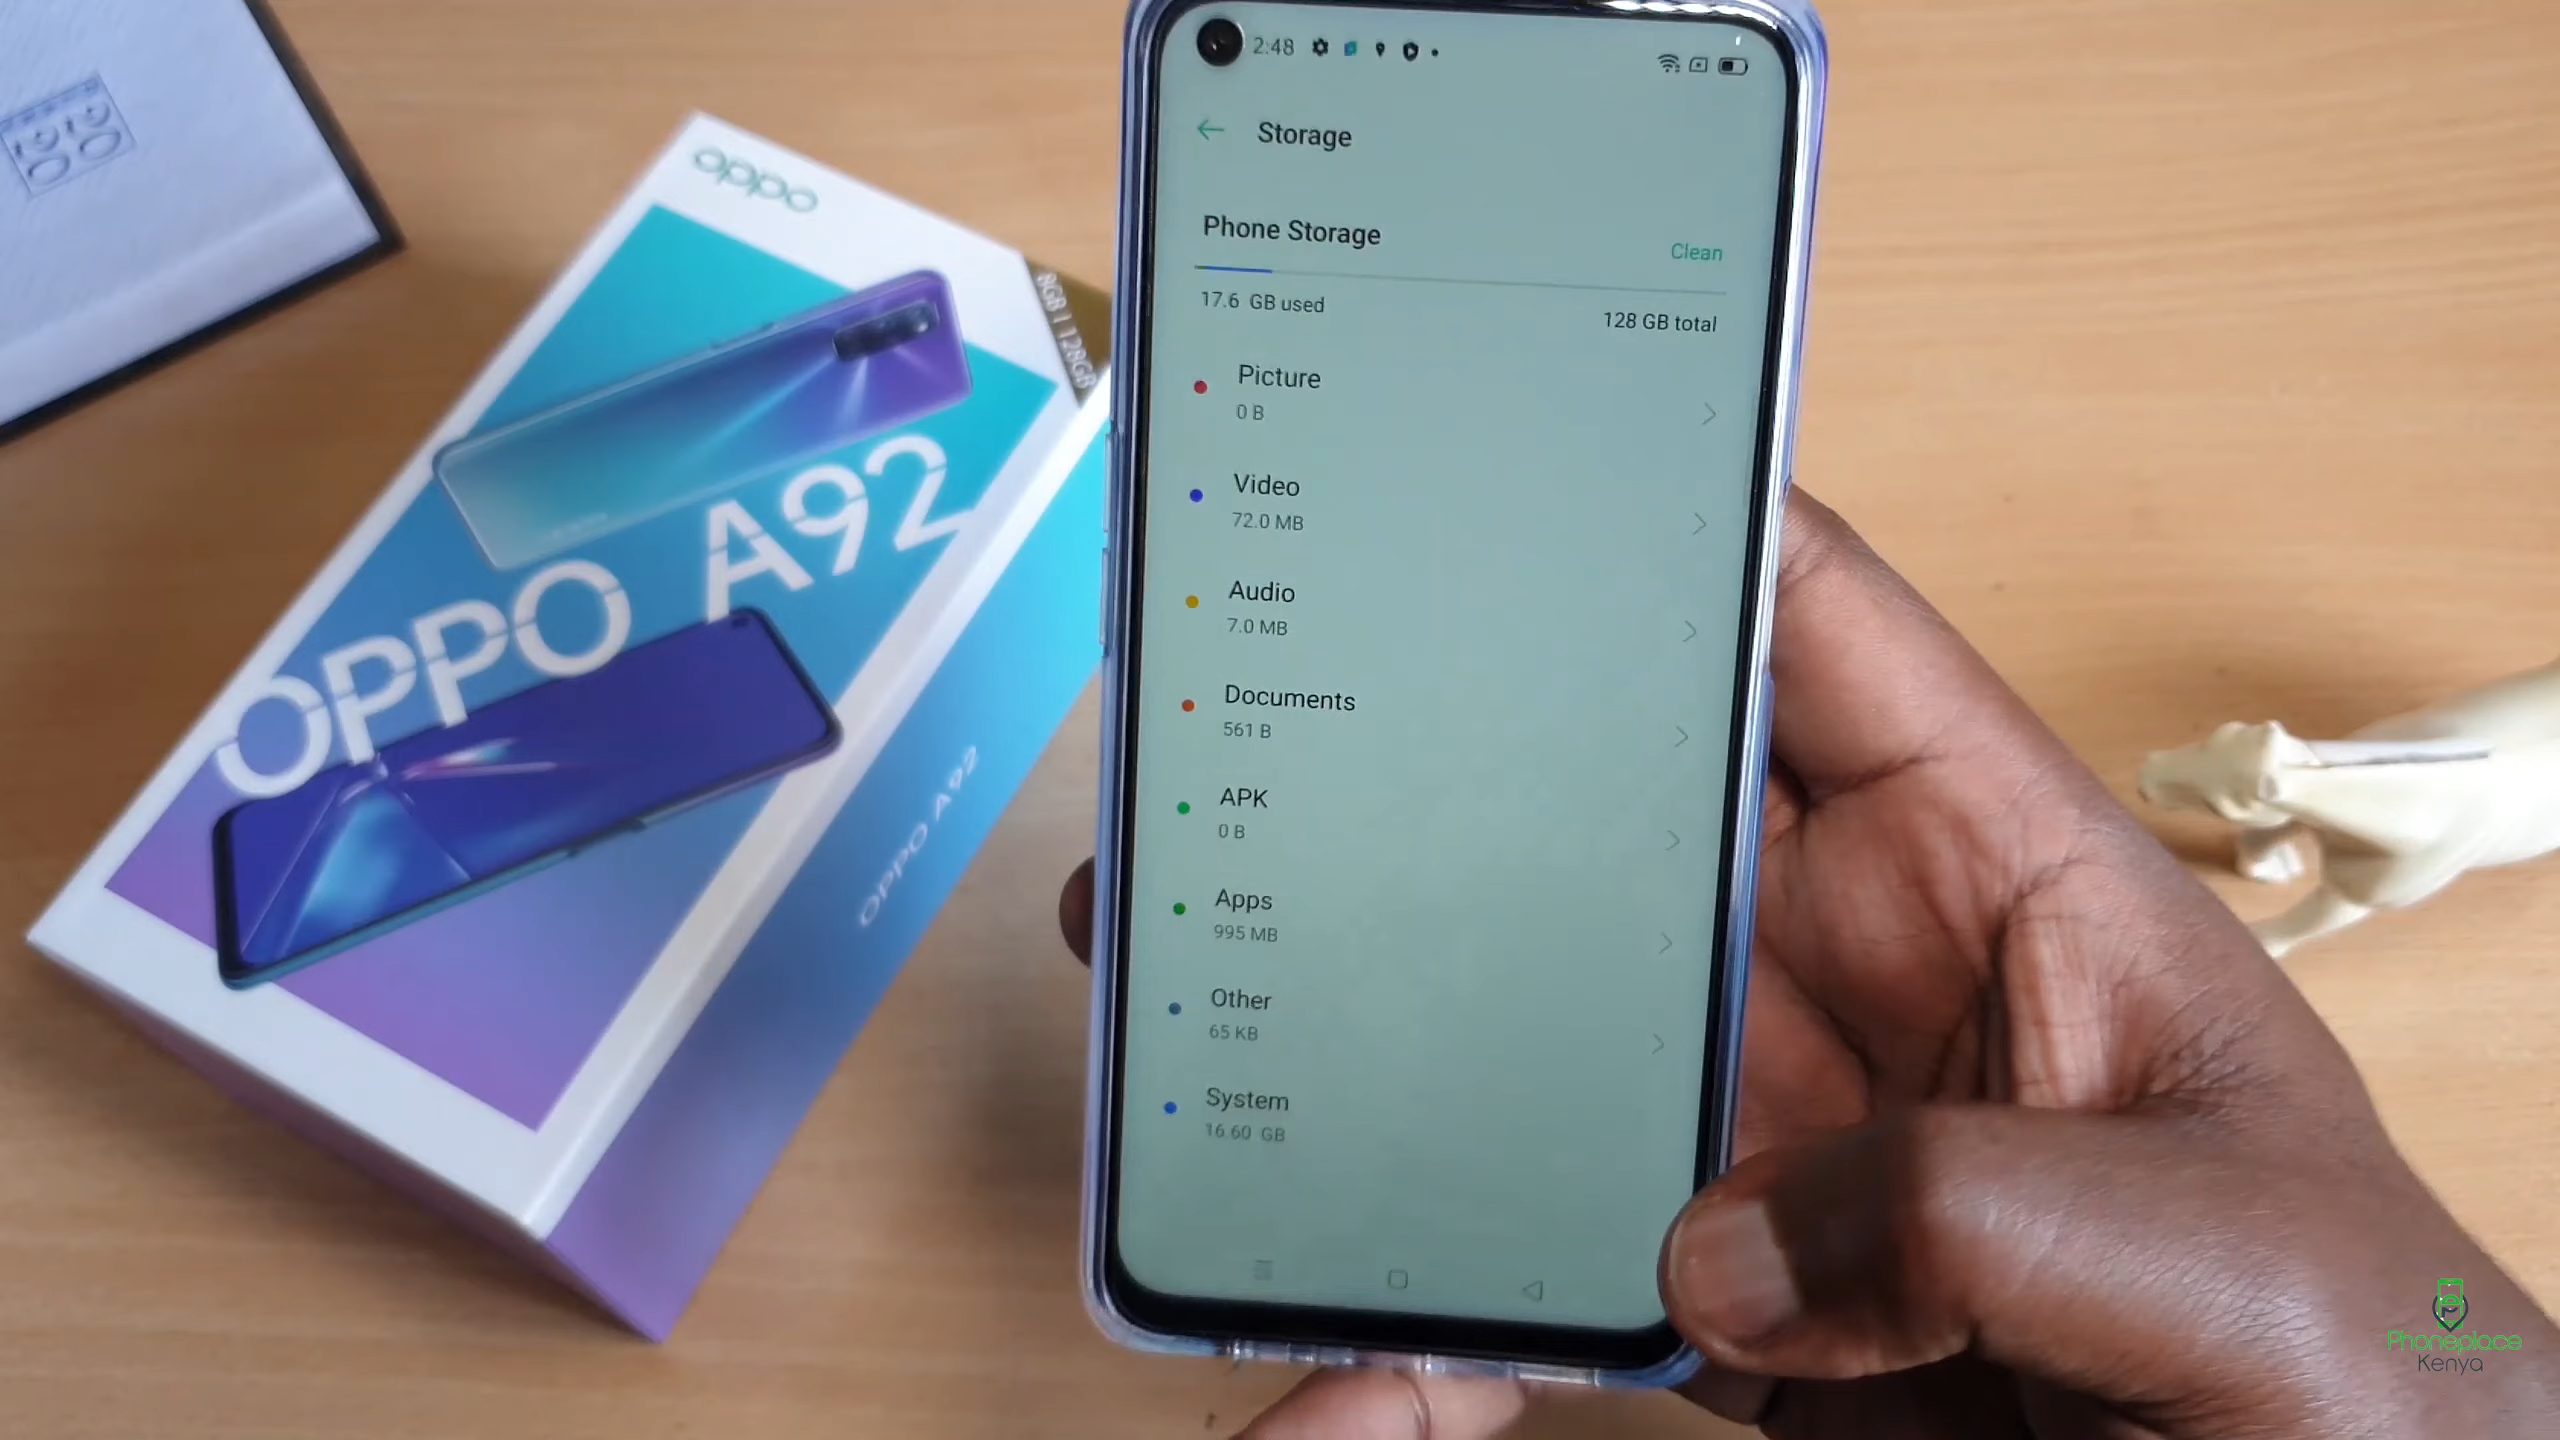 oppo
8GB | 128GB
OPPO A92
OPPO A92
2:48
Storage
Phone Storage
Clean
17.6 GB used
128 GB total
Picture
0 B
Video
72.0 MB
Audio
7.0 MB
Documents
561 B
APK
0 B
Apps
995 MB
Other
65 KB
System
16.60 GB
Phoneplace
Kenya